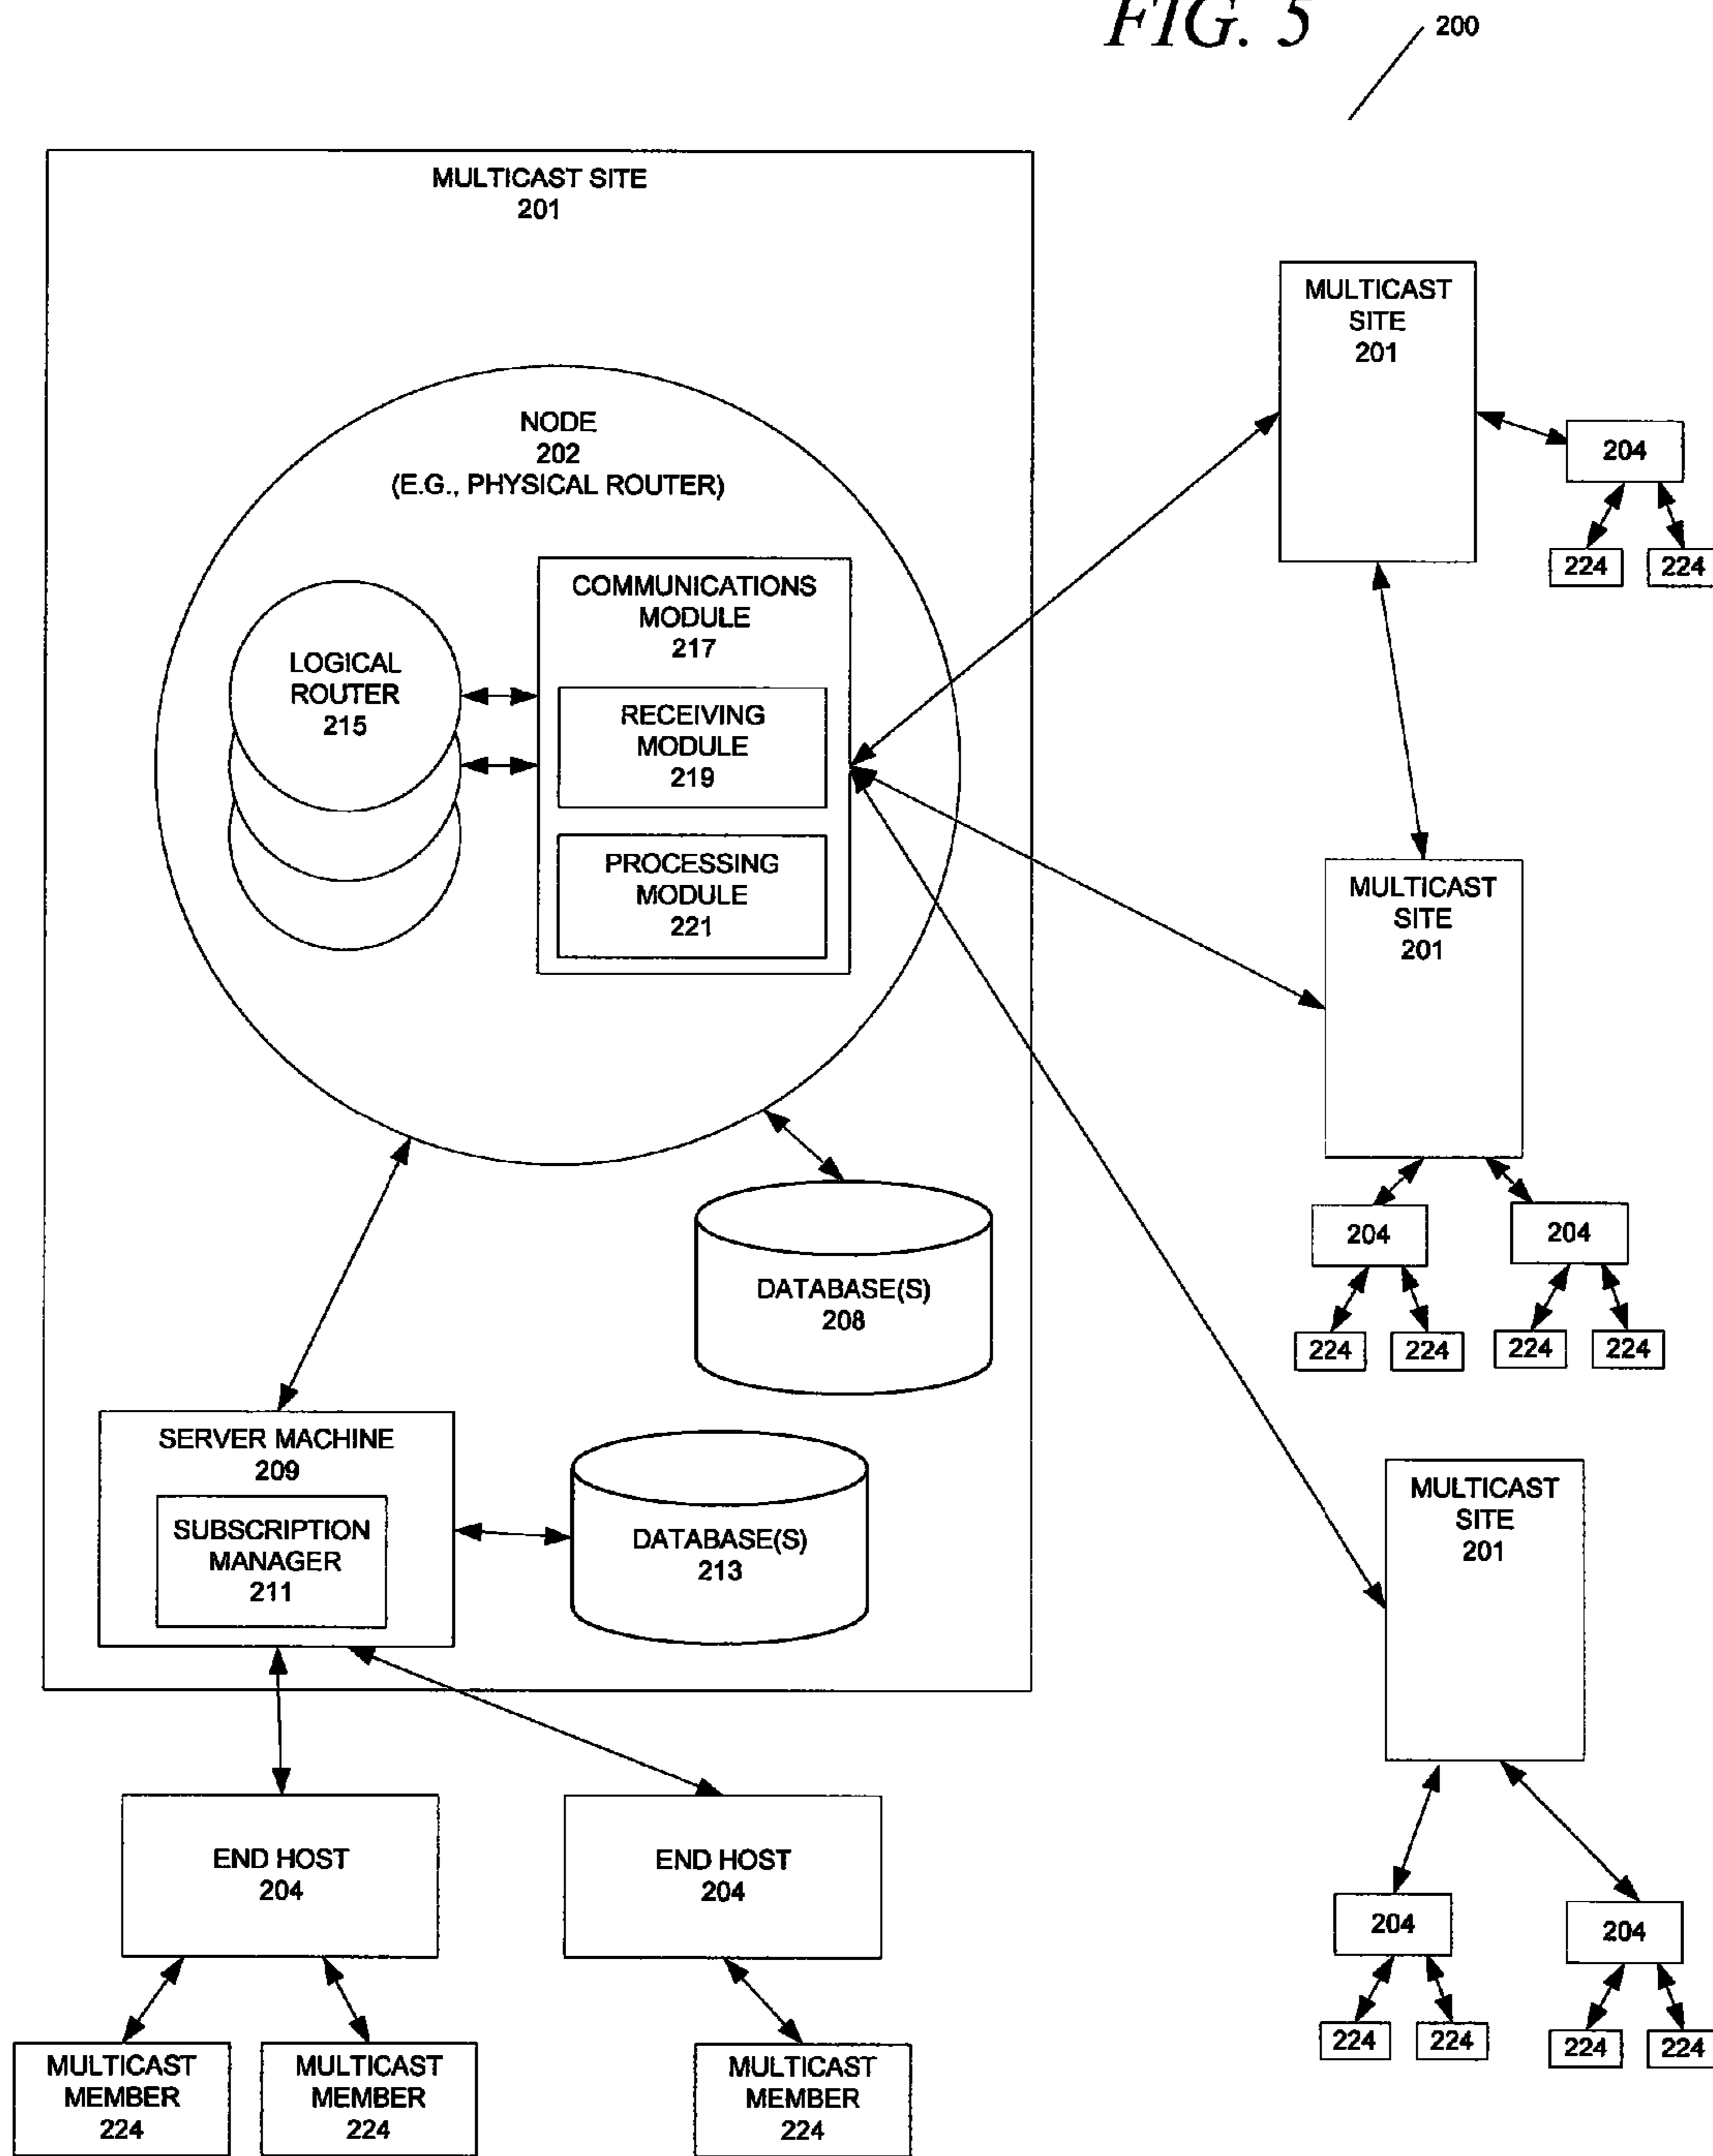 FIG. 5
200
MULTICAST SITE
201
NODE
202
(E.G., PHYSICAL ROUTER)
LOGICAL
ROUTER
215
COMMUNICATIONS
MODULE
217
RECEIVING
MODULE
219
PROCESSING
MODULE
221
DATABASE(S)
208
SERVER MACHINE
209
SUBSCRIPTION
MANAGER
211
DATABASE(S)
213
END HOST
204
END HOST
204
MULTICAST
MEMBER
224
MULTICAST
MEMBER
224
MULTICAST
MEMBER
224
MULTICAST
SITE
201
204
224
224
MULTICAST
SITE
201
204
204
224
224
224
224
MULTICAST
SITE
201
204
204
224
224
224
224